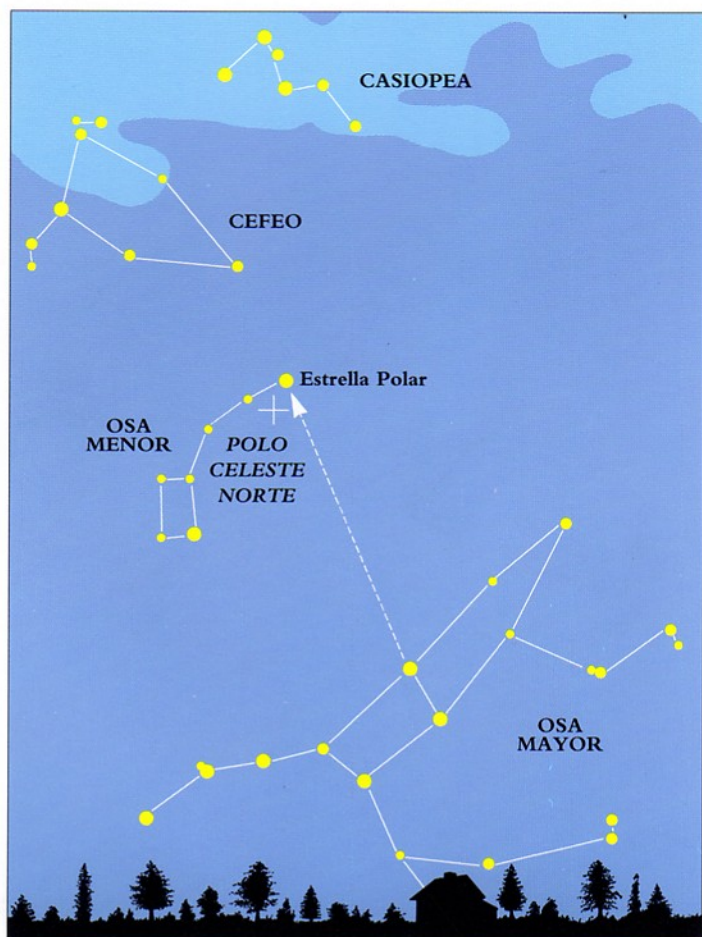 CASIOPEA
CEFEO
Estrella Polar
OSA
MENOR
POLO
CELESTE
NORTE
OSA
MAYOR